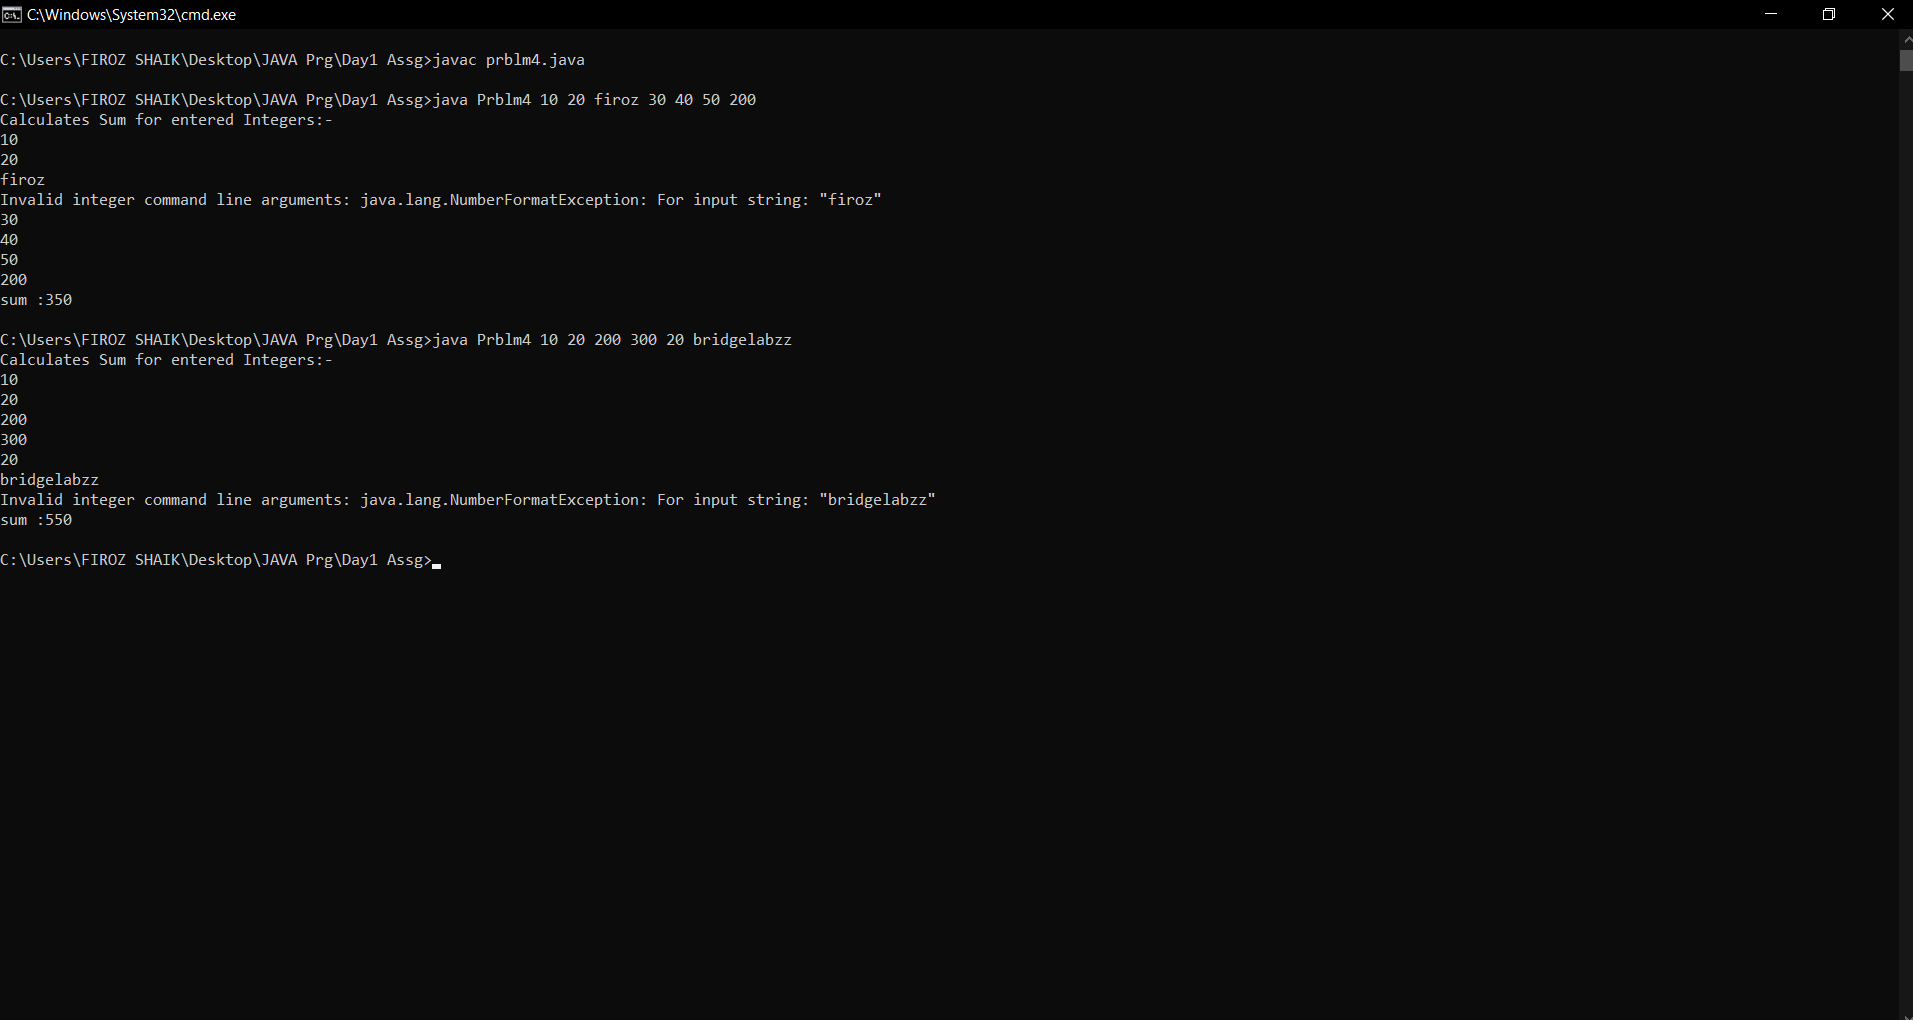 C:\Windows\System32\cmd.exe
C:\Users\FIROZ SHAIK\Desktop\JAVA Prg\Day1 Assg>javac prblm4.java
C:\Users\FIROZ SHAIK\Desktop\JAVA Prg\Day1 Assg>java Prblm4 10 20 firoz 30 40 50 200
Calculates Sum for entered Integers:-
10
20
firoz
Invalid integer command line arguments: java.lang.NumberFormatException: For input string: "firoz"
30
40
50
200
sum :350
C:\Users\FIROZ SHAIK\Desktop\JAVA Prg\Day1 Assg>java Prblm4 10 20 200 300 20 bridgelabzz
Calculates Sum for entered Integers:-
10
20
200
300
20
bridgelabzz
Invalid integer command line arguments: java.lang.NumberFormatException: For input string: "bridgelabzz"
sum :550
C:\Users\FIROZ SHAIK\Desktop\JAVA Prg\Day1 Assg>